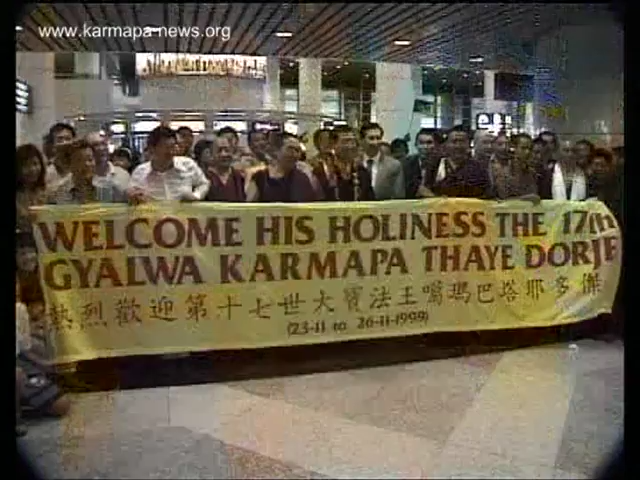 www.karmapa-news.org
WELCOME HIS HOLINESS THE 17th
GYALWA KARMAPA THAYE DORJE
熱烈歡迎第十七世大寶法王噶瑪巴塔耶多傑
(23-11 to 26-11-1999)